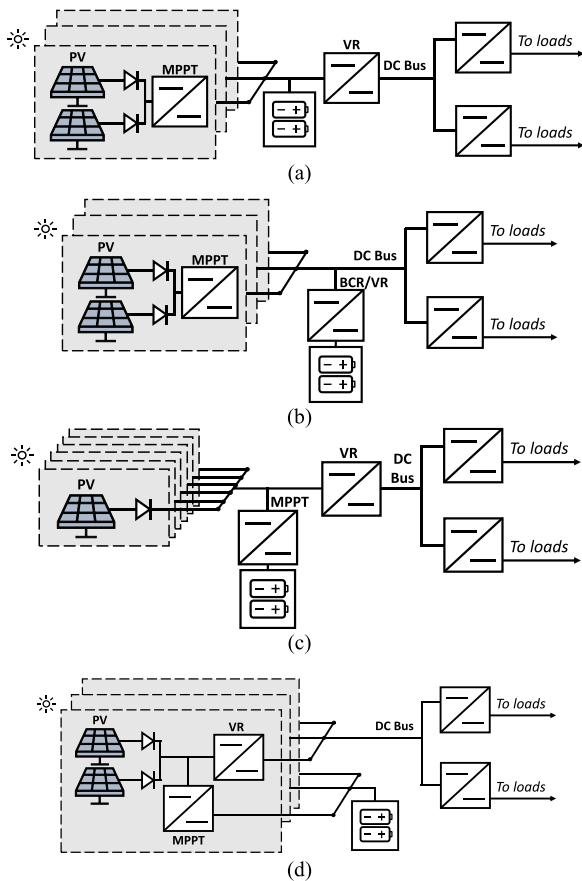 PV
MPPT
VR
DC Bus
To loads
To loads
(a)
PV
MPPT
DC Bus
BCR/VR
To loads
To loads
(b)
PV
MPPT
VR
DC
Bus
To loads
To loads
(c)
PV
VR
MPPT
DC Bus
To loads
To loads
(d)